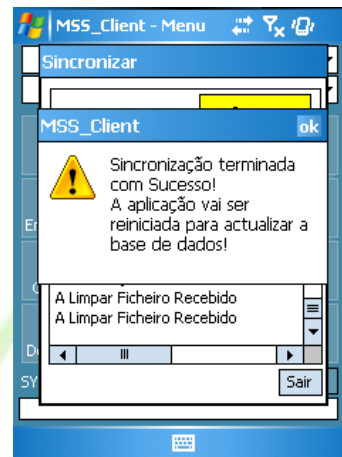 MSS_Client - Menu
Sincronizar
MSS_Client ok
Sincronização terminada
com Sucesso!
A aplicação vai ser
reiniciada para actualizar a
base de dados!
A Limpar Ficheiro Recebido
A Limpar Ficheiro Recebido
Sair